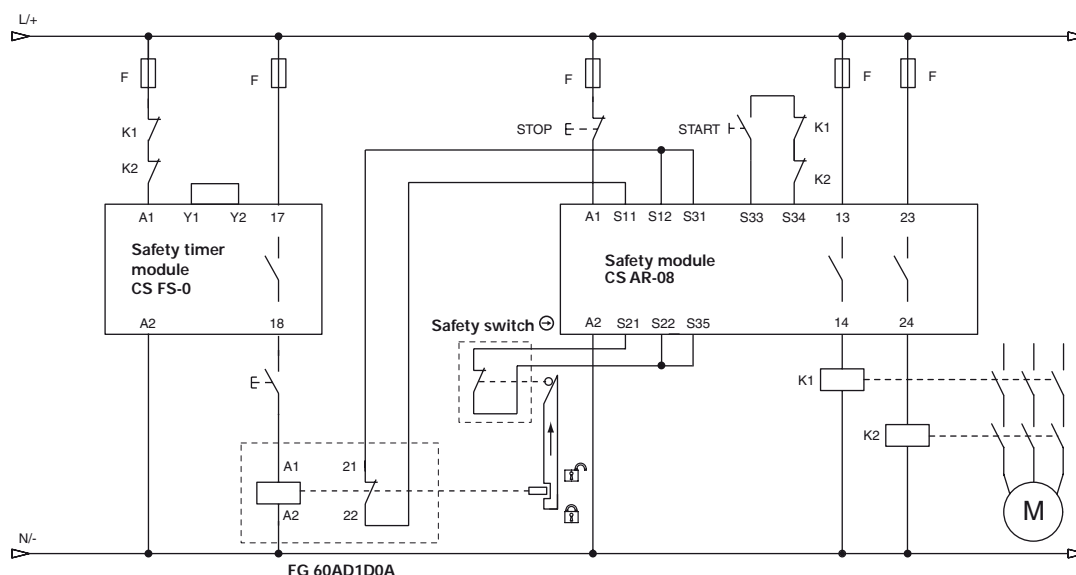 L/+
F
F
F
F
F
K1
K2
STOP
START
K1
K2
A1 Y1 Y2 17
A1 S11 S12 S31 S33 S34 13 23
Safety timer
module
CS FS-0
Safety module
CS AR-08
A2 18
Safety switch
A2 S21 S22 S35 14 24
K1
K2
A1 21
A2 22
M
N/-
FG 60AD1D0A